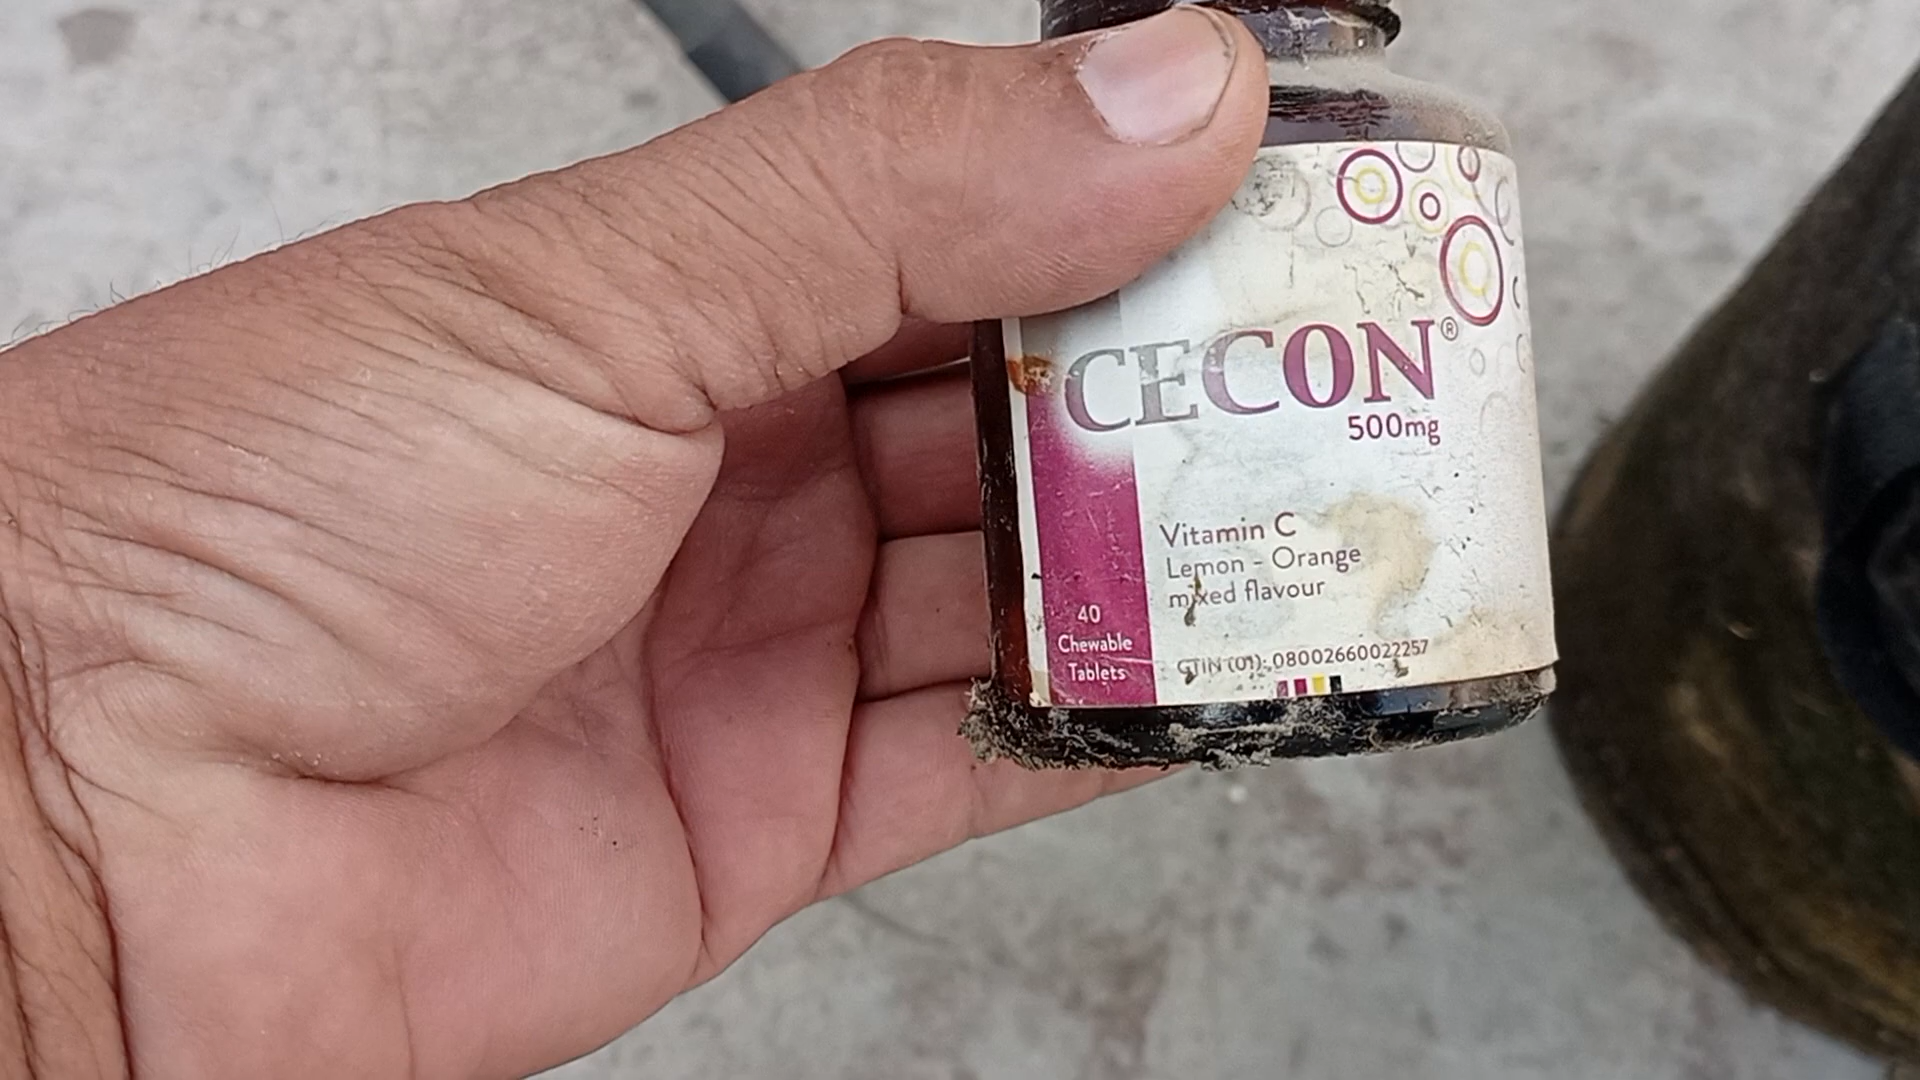 CECON®
500mg
Vitamin C
Lemon - Orange
mixed flavour
40
Chewable
Tablets
GTIN (01): 08002660022257